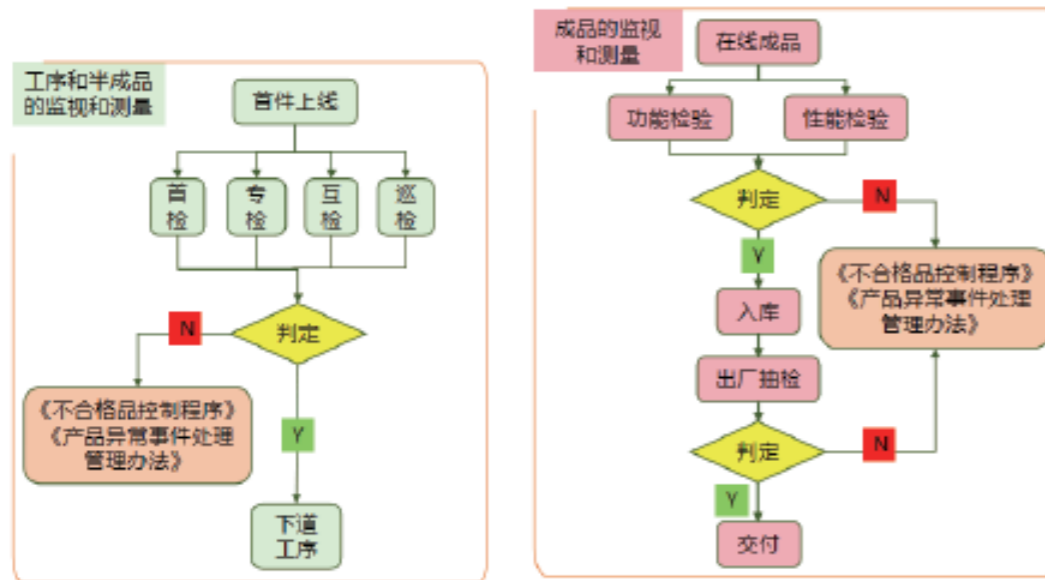 工序和半成品
的监视和测量
首件上线
首
检
专
检
互
检
巡
检
判定
N
《不合格品控制程序》
《产品异常事件处理
管理办法》
Y
下道
工序
成品的监视
和测量
在线成品
功能检验
性能检验
判定
N
Y
《不合格品控制程序》
《产品异常事件处理
管理办法》
入库
出厂抽检
判定
N
Y
交付